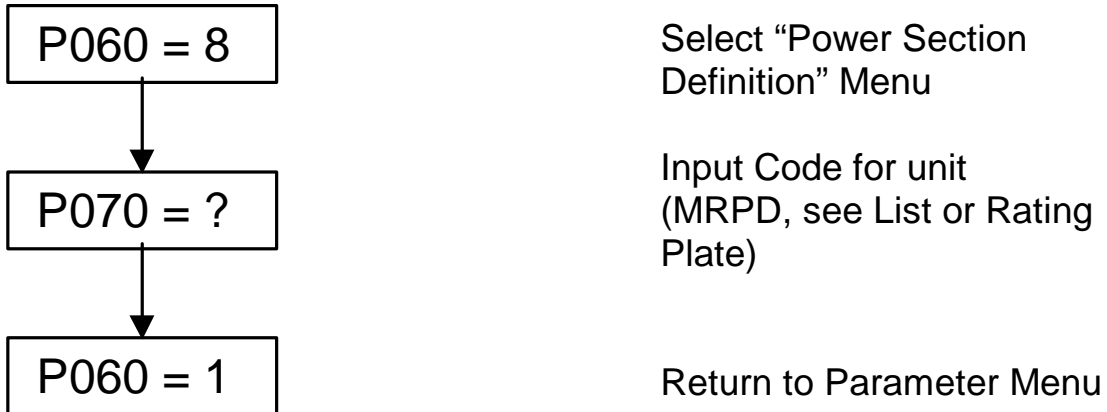 P060 = 8
Select “Power Section
Definition” Menu
P070 = ?
Input Code for unit
(MRPD, see List or Rating
Plate)
P060 = 1
Return to Parameter Menu